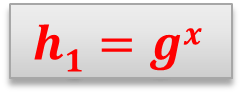 h₁ = gˣ